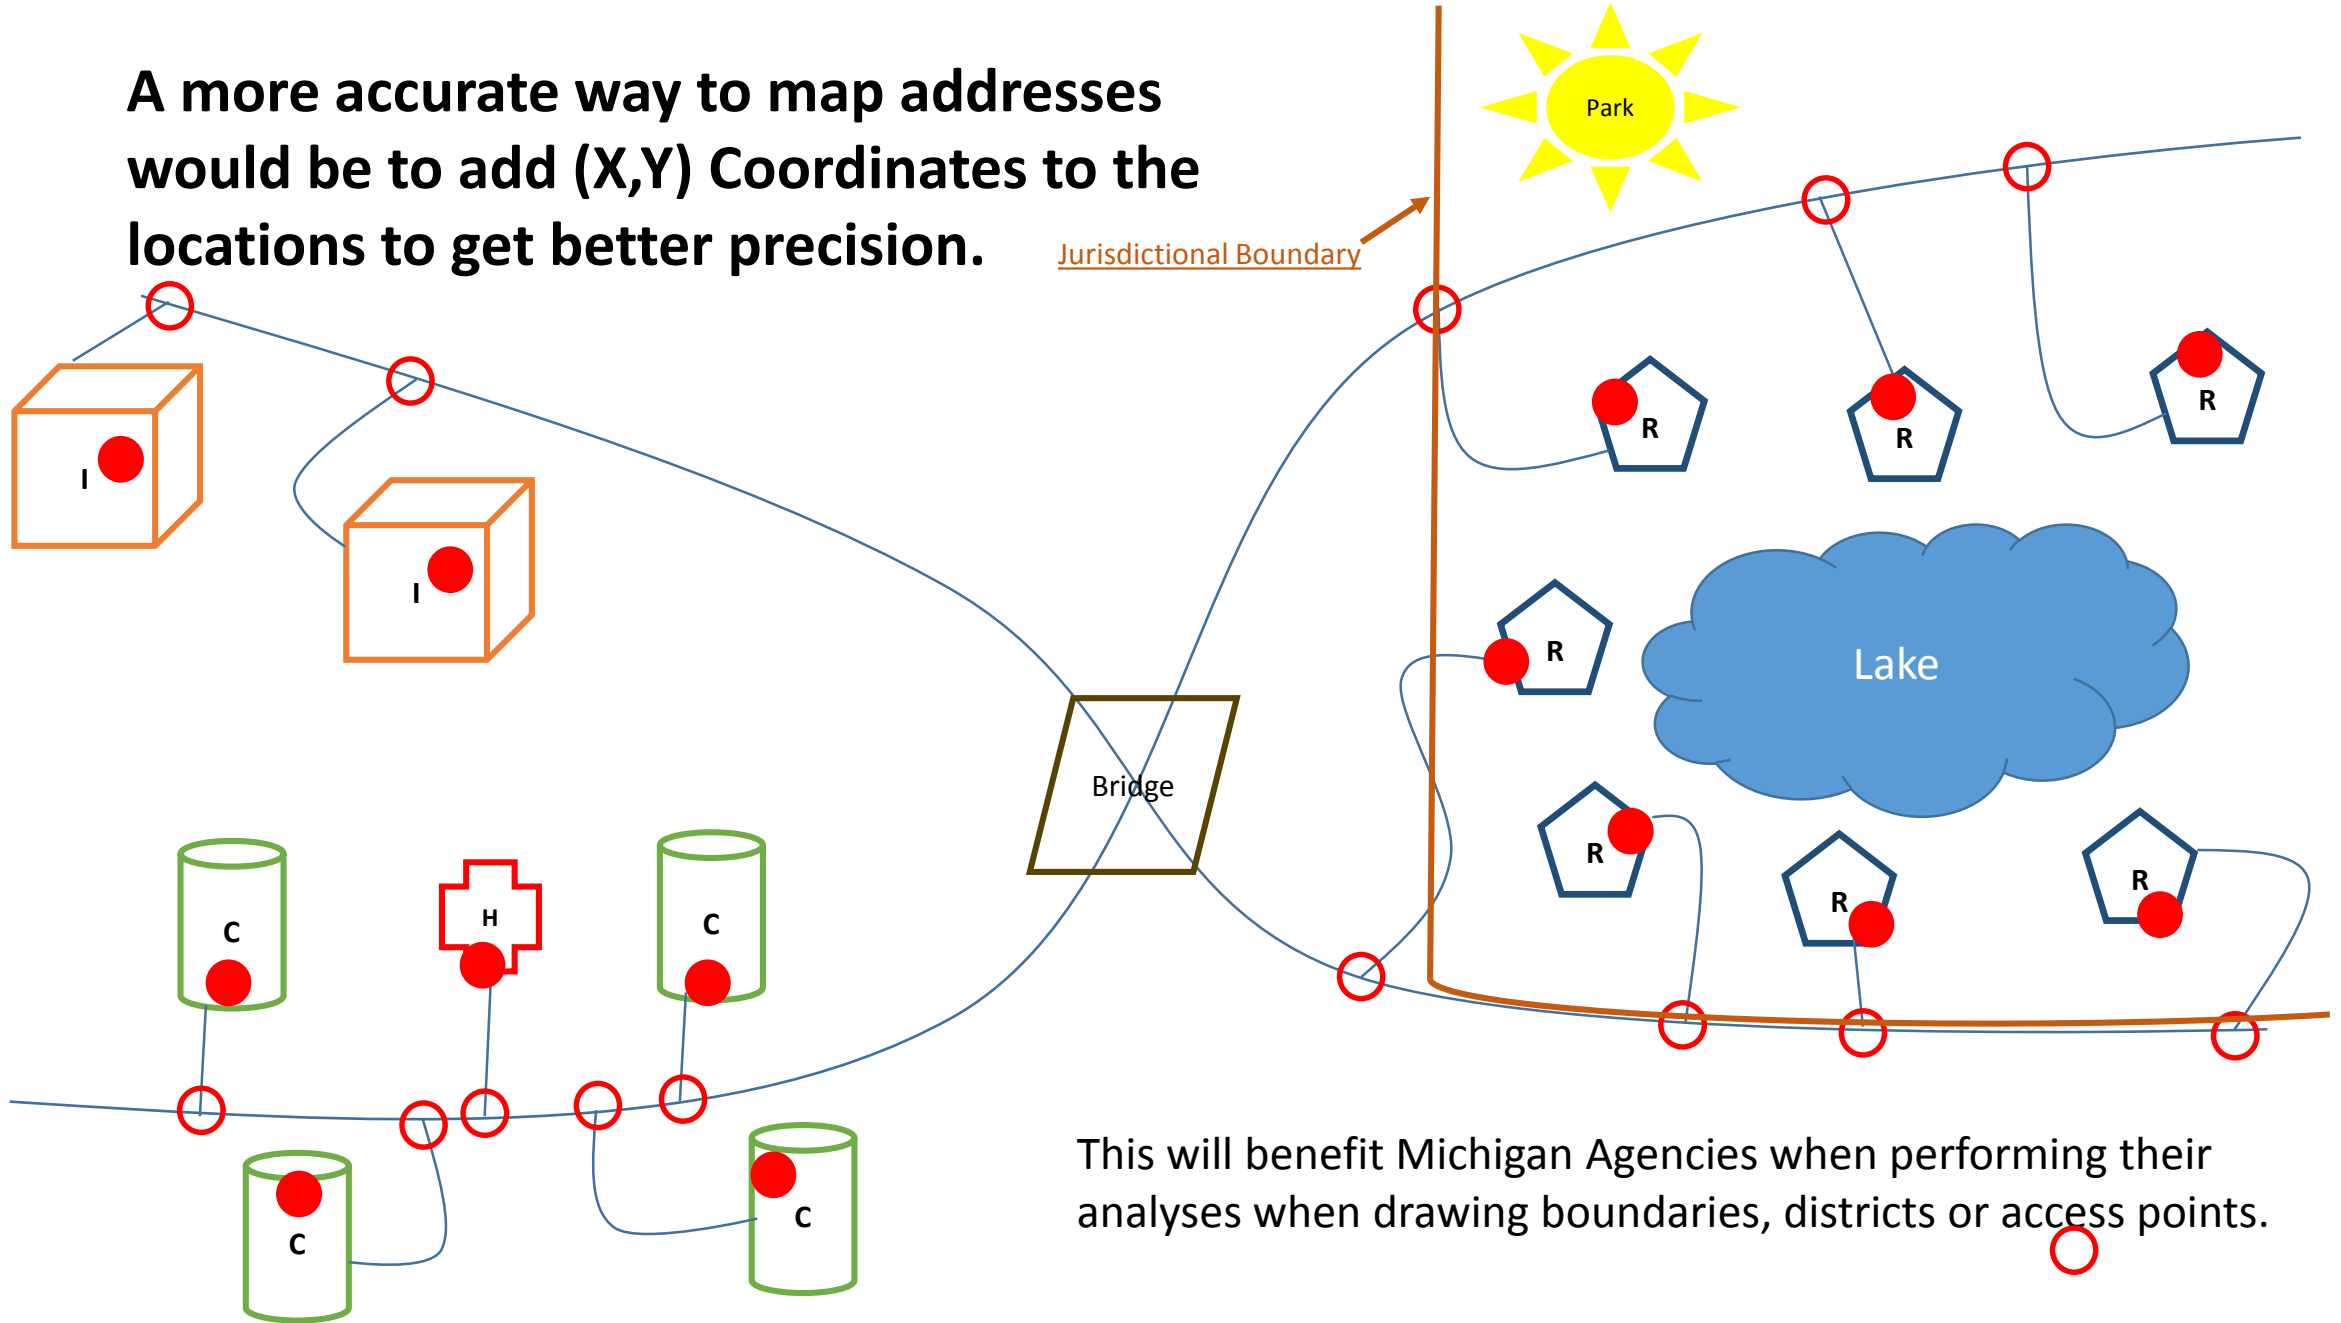 A more accurate way to map addresses
would be to add (X,Y) Coordinates to the
locations to get better precision.
Park
Jurisdictional Boundary
I
I
R
R
R
R
Lake
Bridge
R
R
R
C
H
C
C
C
This will benefit Michigan Agencies when performing their
analyses when drawing boundaries, districts or access points.